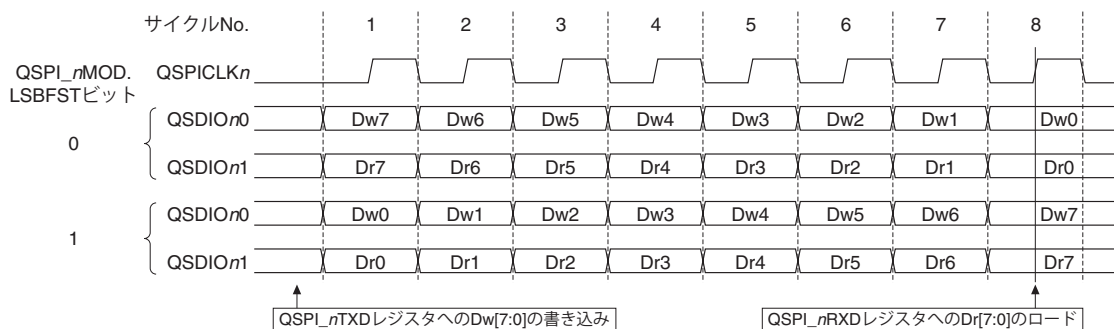 サイクルNo. 1 2 3 4 5 6 7 8
QSPI_nMOD.
LSBFSTビット
QSPICLKn
0
QSDIOn0 Dw7 Dw6 Dw5 Dw4 Dw3 Dw2 Dw1 Dw0
QSDIOn1 Dr7 Dr6 Dr5 Dr4 Dr3 Dr2 Dr1 Dr0
1
QSDIOn0 Dw0 Dw1 Dw2 Dw3 Dw4 Dw5 Dw6 Dw7
QSDIOn1 Dr0 Dr1 Dr2 Dr3 Dr4 Dr5 Dr6 Dr7
QSPI_nTXDレジスタへのDw[7:0]の書き込み
QSPI_nRXDレジスタへのDr[7:0]のロード